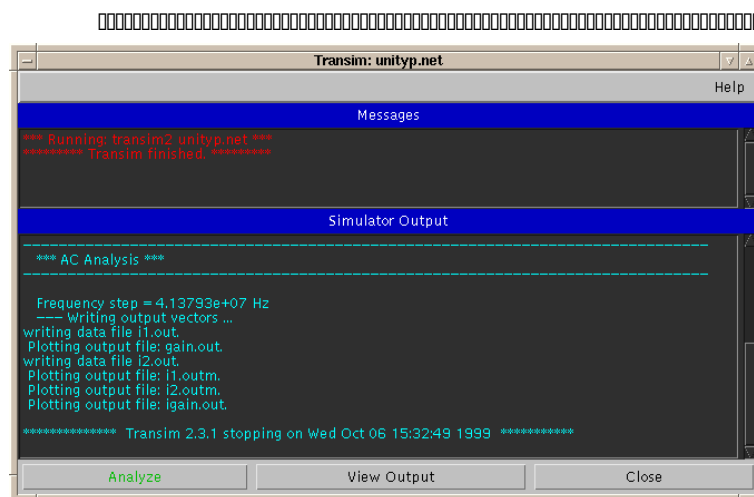 Transim: unityp.net
Help
Messages
*** Running: transim2 unityp.net ***
********* Transim finished. *********
Simulator Output
*** AC Analysis ***
Frequency step = 4.13793e+07 Hz
--- Writing output vectors ...
writing data file i1.out.
Plotting output file: gain.out.
writing data file i2.out.
Plotting output file: i1.outm.
Plotting output file: i2.outm.
Plotting output file: igain.out.
************** Transim 2.3.1 stopping on Wed Oct 06 15:32:49 1999 ***********
Analyze
View Output
Close